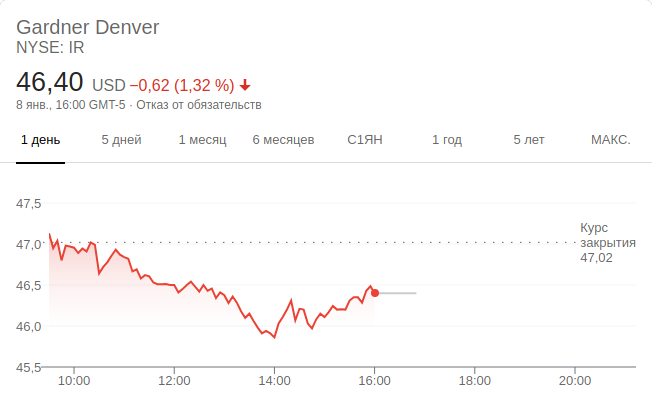 Gardner Denver
NYSE: IR
46,40 USD −0,62 (1,32 %)
8 янв., 16:00 GMT-5 · Отказ от обязательств
1 день 5 дней 1 месяц 6 месяцев С1ЯН 1 год 5 лет МАКС.
47,5
Курс
47,0 закрытия
47,02
46,5
46,0
45,5
10:00 12:00 14:00 16:00 18:00 20:00